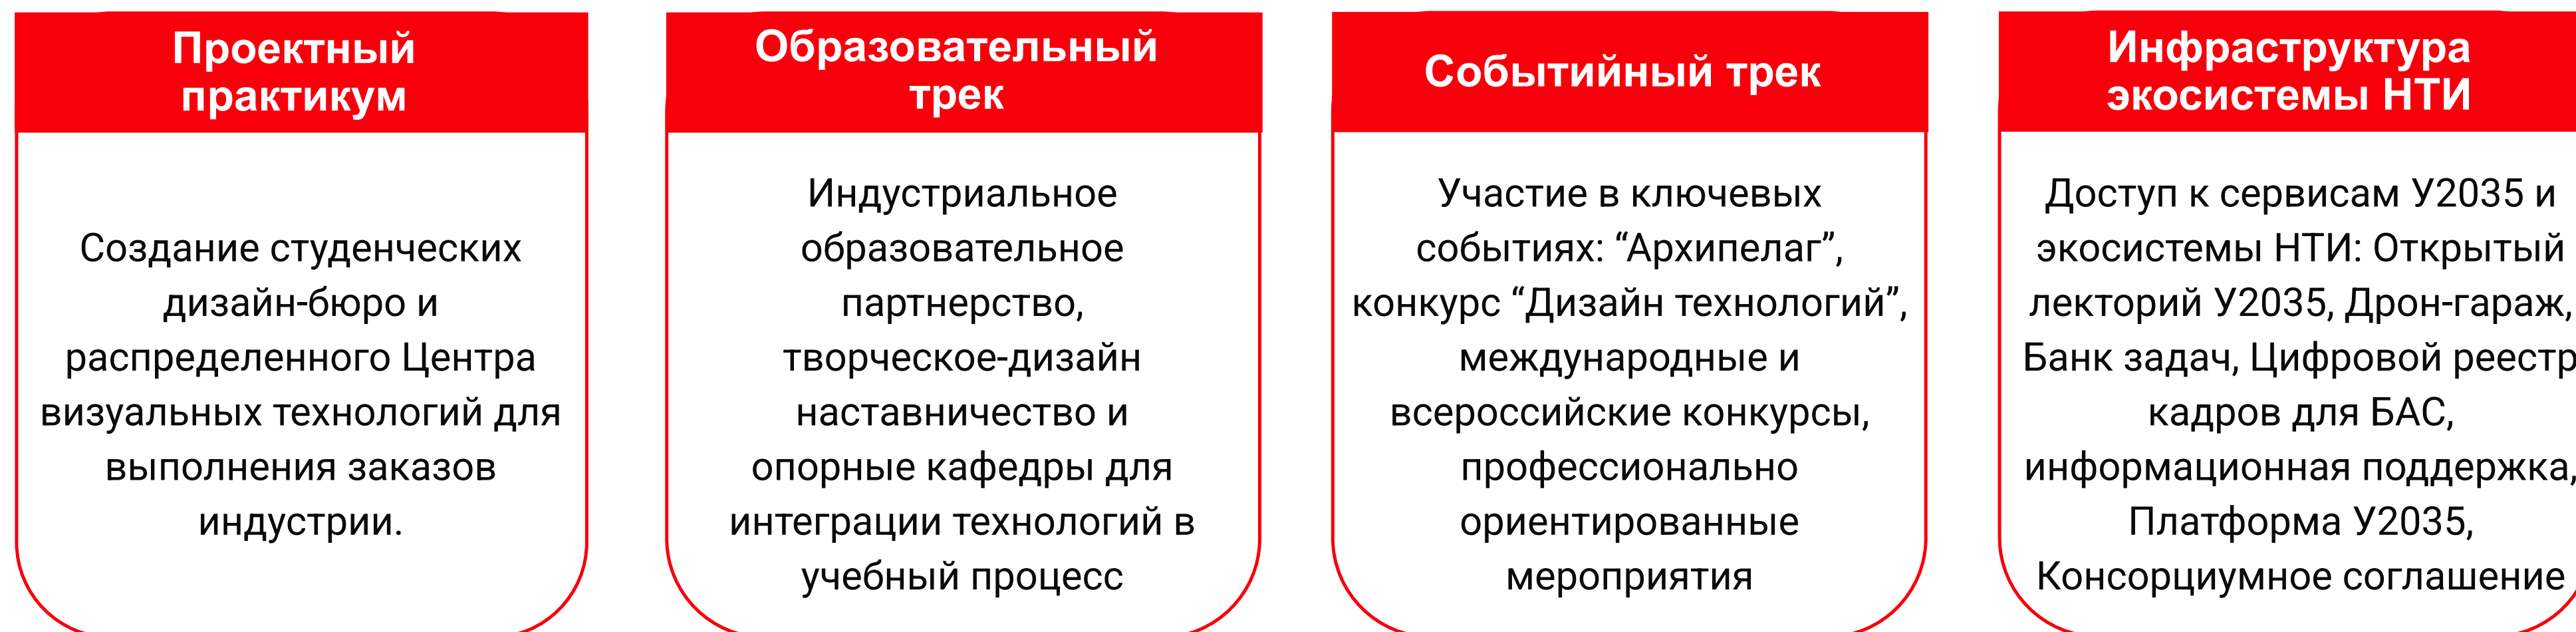 Проектный
практикум
Создание студенческих
дизайн-бюро и
распределенного Центра
визуальных технологий для
выполнения заказов
индустрии.
Образовательный
трек
Индустриальное
образовательное
партнерство,
творческое-дизайн
наставничество и
опорные кафедры для
интеграции технологий в
учебный процесс
Событийный трек
Участие в ключевых
событиях: “Архипелаг”,
конкурс “Дизайн технологий”,
международные и
всероссийские конкурсы,
профессионально
ориентированные
мероприятия
Инфраструктура
экосистемы НТИ
Доступ к сервисам У2035 и
экосистемы НТИ: Открытый
лекторий У2035, Дрон-гараж,
Банк задач, Цифровой реестр
кадров для БАС,
информационная поддержка,
Платформа У2035,
Консорциумное соглашение